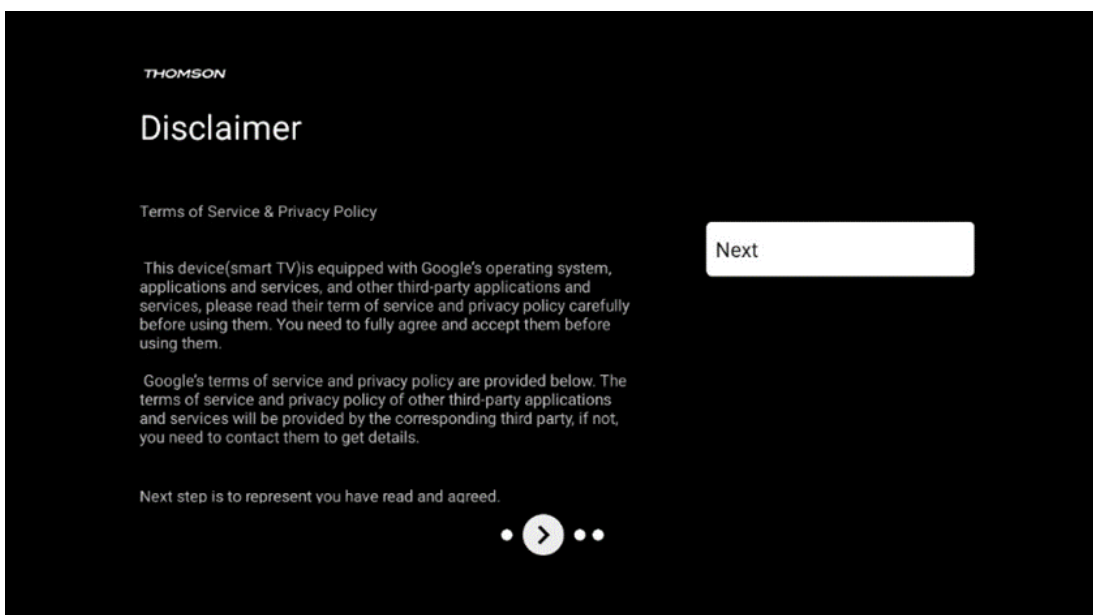 THOMSON
Disclaimer
Terms of Service & Privacy Policy
This device(smart TV)is equipped with Google's operating system,
applications and services, and other third-party applications and
services, please read their term of service and privacy policy carefully
before using them. You need to fully agree and accept them before
using them.
Google's terms of service and privacy policy are provided below. The
terms of service and privacy policy of other third-party applications
and services will be provided by the corresponding third party, if not,
you need to contact them to get details.
Next step is to represent you have read and agreed.
Next